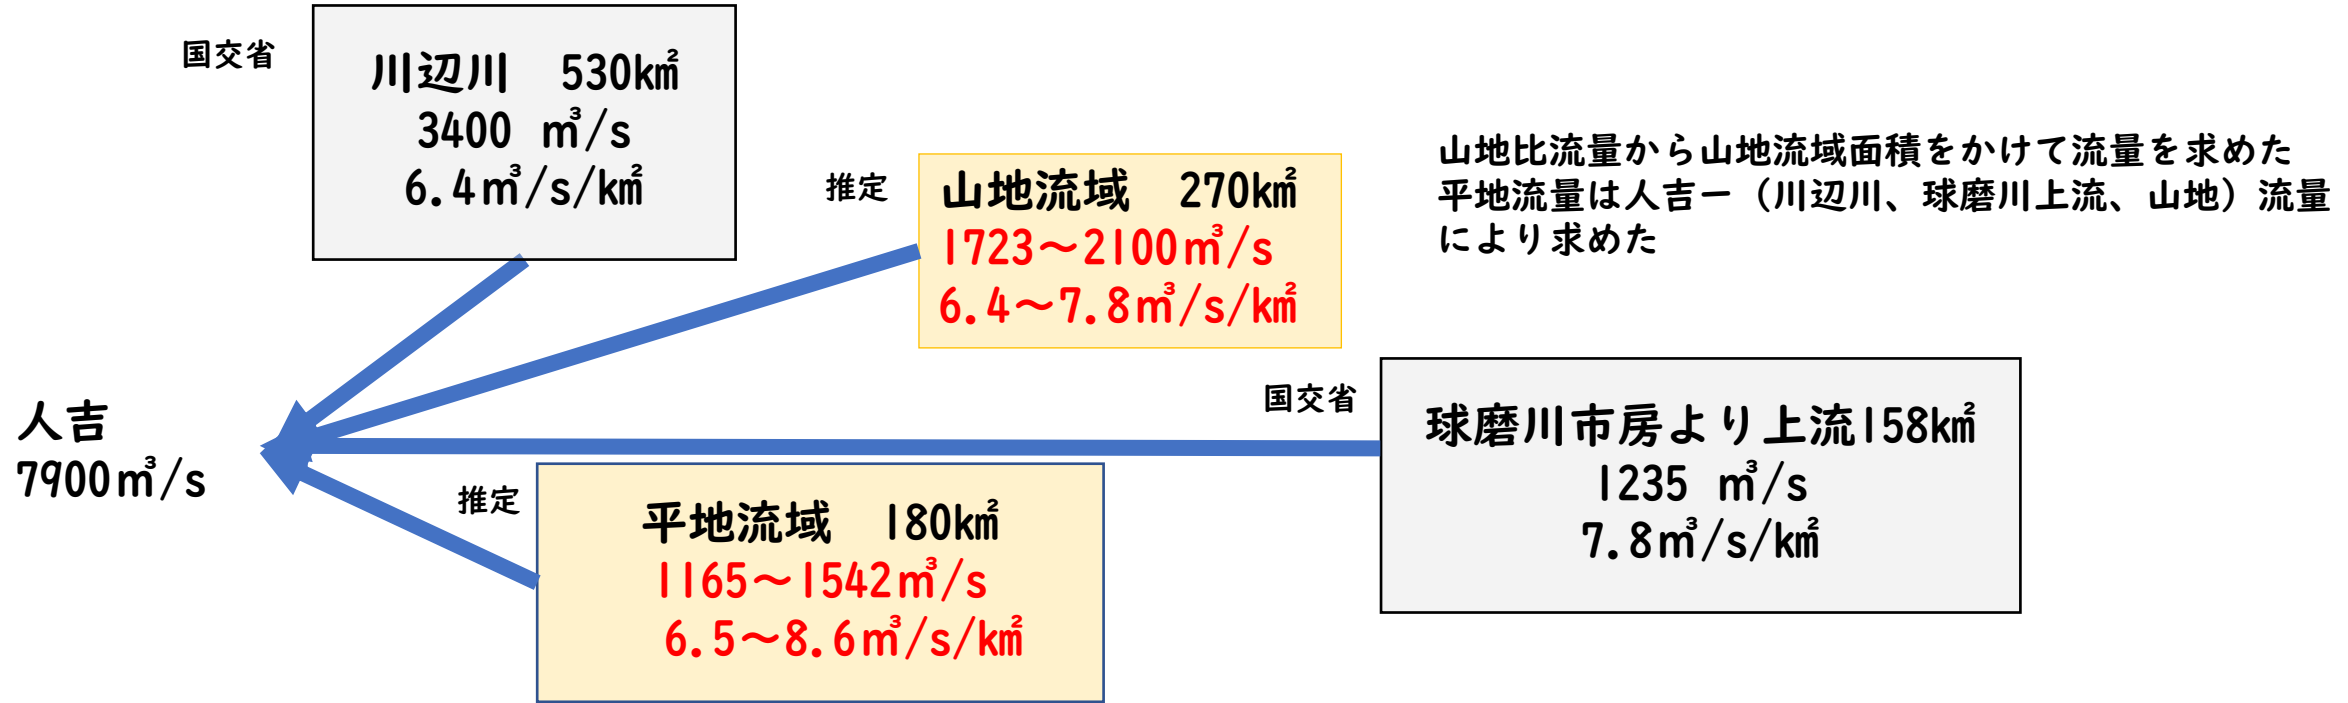 国交省
川辺川　530k㎡
3400 ㎥/s
6.4㎥/s/k㎡
推定
山地流域　270k㎡
1723～2100㎥/s
6.4～7.8㎥/s/k㎡
山地比流量から山地流域面積をかけて流量を求めた
平地流量は人吉ー（川辺川、球磨川上流、山地）流量
により求めた
人吉
7900㎥/s
国交省
球磨川市房より上流158k㎡
1235 ㎥/s
7.8㎥/s/k㎡
推定
平地流域　180k㎡
1165～1542㎥/s
6.5～8.6㎥/s/k㎡